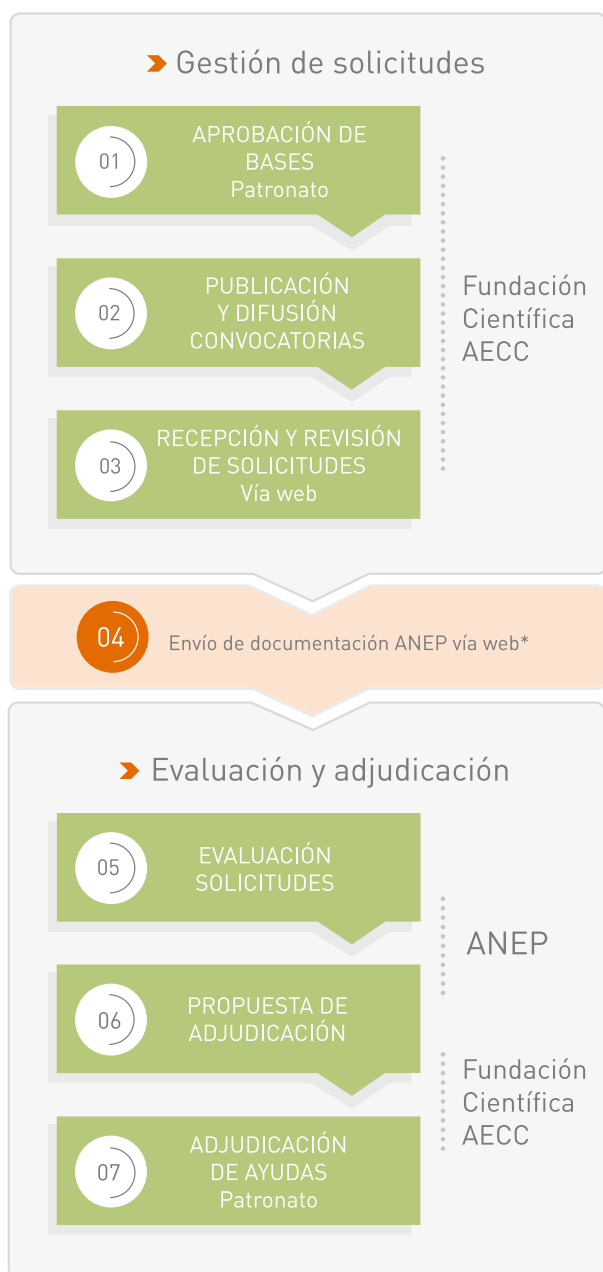 Gestión de solicitudes
01
APROBACIÓN DE
BASES
Patronato
02
PUBLICACIÓN
Y DIFUSIÓN
CONVOCATORIAS
03
RECEPCIÓN Y REVISIÓN
DE SOLICITUDES
Vía web
Fundación
Científica
AECC
04
Envío de documentación ANEP vía web*
Evaluación y adjudicación
05
EVALUACIÓN
SOLICITUDES
ANEP
06
PROPUESTA DE
ADJUDICACIÓN
07
ADJUDICACIÓN
DE AYUDAS
Patronato
Fundación
Científica
AECC